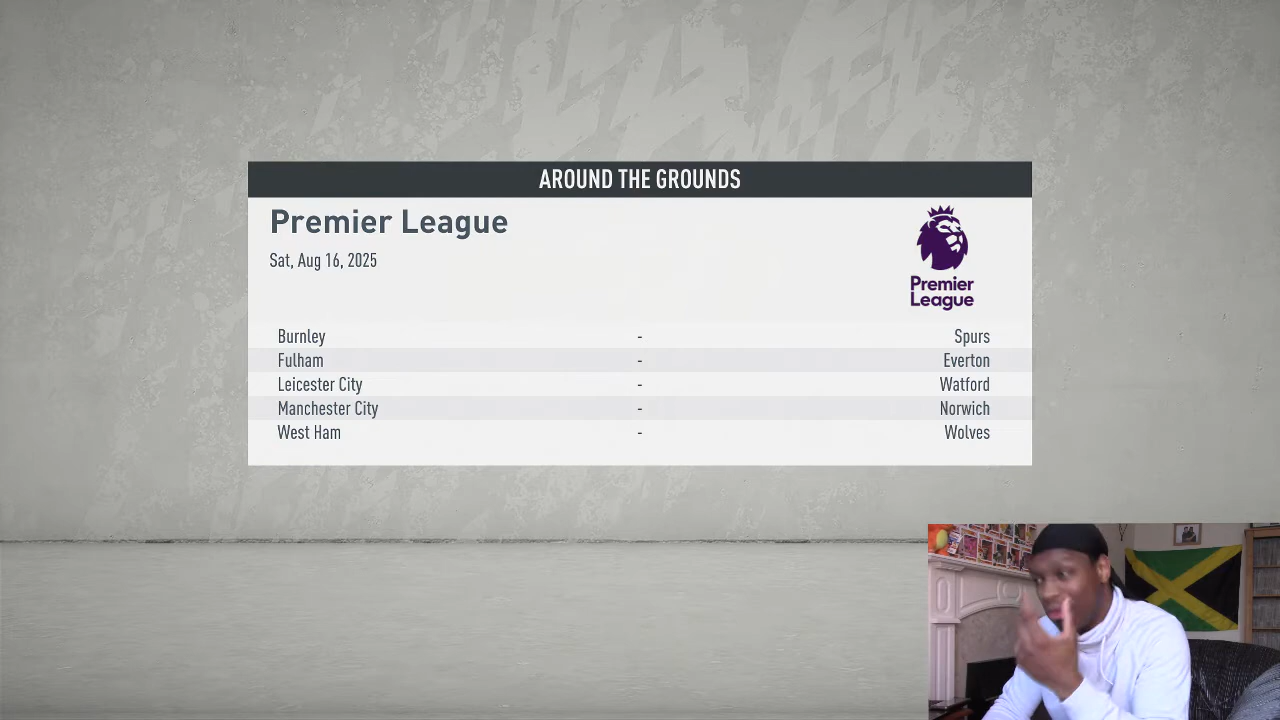 AROUND THE GROUNDS
Premier League
Sat, Aug 16, 2025
Premier
League
Burnley - Spurs
Fulham - Everton
Leicester City - Watford
Manchester City - Norwich
West Ham - Wolves